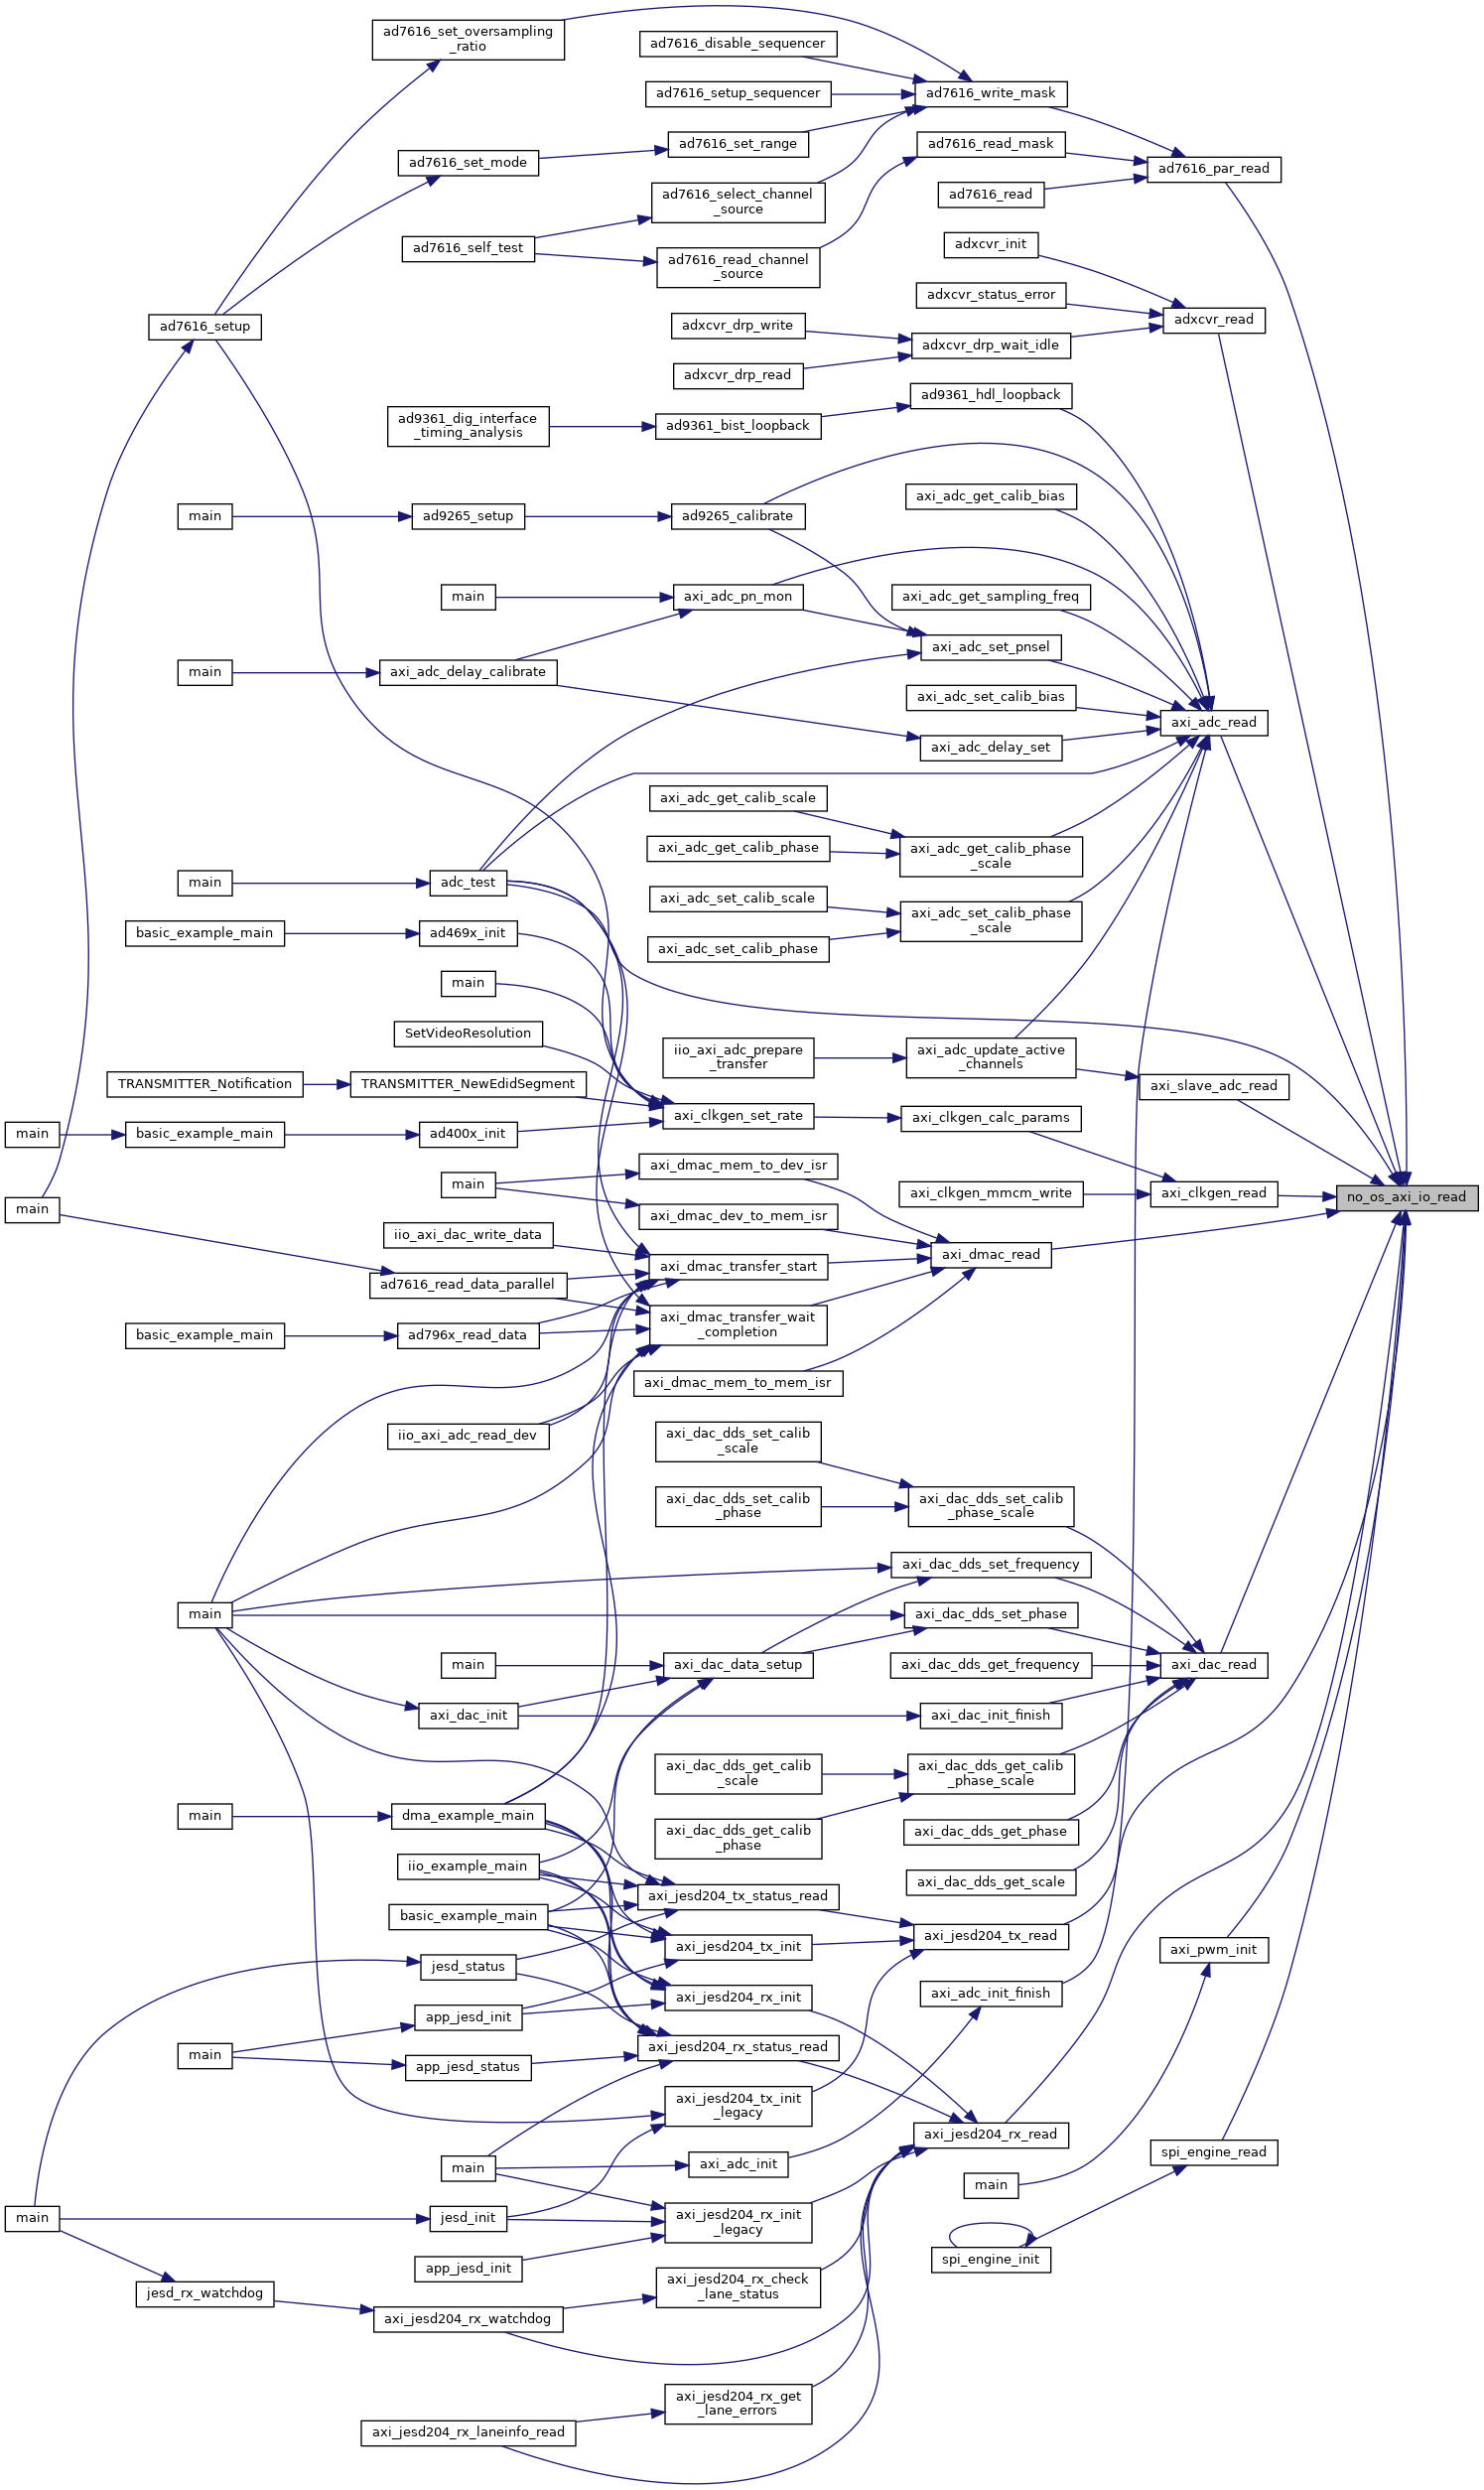 ad7616_set_oversampling
_ratio
ad7616_disable_sequencer
ad7616_setup_sequencer
ad7616_write_mask
ad7616_set_range
ad7616_read_mask
ad7616_set_mode
ad7616_par_read
ad7616_select_channel
_source
ad7616_read
ad7616_self_test
ad7616_read_channel
_source
adxcvr_init
adxcvr_status_error
ad7616_setup
adxcvr_drp_write
adxcvr_read
adxcvr_drp_wait_idle
adxcvr_drp_read
ad9361_hdl_loopback
ad9361_dig_interface
_timing_analysis
ad9361_bist_loopback
axi_adc_get_calib_bias
main
ad9265_setup
ad9265_calibrate
main
axi_adc_pn_mon
axi_adc_get_sampling_freq
axi_adc_set_pnsel
main
axi_adc_delay_calibrate
axi_adc_set_calib_bias
axi_adc_read
axi_adc_delay_set
axi_adc_get_calib_scale
axi_adc_get_calib_phase
axi_adc_get_calib_phase
_scale
main
adc_test
axi_adc_set_calib_scale
axi_adc_set_calib_phase
_scale
basic_example_main
ad469x_init
axi_adc_set_calib_phase
main
SetVideoResolution
iio_axi_adc_prepare
_transfer
axi_adc_update_active
_channels
TRANSMITTER_Notification
TRANSMITTER_NewEdidSegment
axi_slave_adc_read
axi_clkgen_set_rate
axi_clkgen_calc_params
main
basic_example_main
ad400x_init
axi_dmac_mem_to_dev_isr
main
axi_clkgen_mmcm_write
axi_clkgen_read
no_os_axi_io_read
main
axi_dmac_dev_to_mem_isr
iio_axi_dac_write_data
axi_dmac_read
axi_dmac_transfer_start
ad7616_read_data_parallel
axi_dmac_transfer_wait
_completion
basic_example_main
ad796x_read_data
axi_dmac_mem_to_mem_isr
iio_axi_adc_read_dev
axi_dac_dds_set_calib
_scale
axi_dac_dds_set_calib
_phase
axi_dac_dds_set_calib
_phase_scale
axi_dac_dds_set_frequency
main
axi_dac_dds_set_phase
main
axi_dac_data_setup
axi_dac_dds_get_frequency
axi_dac_read
axi_dac_init
axi_dac_init_finish
axi_dac_dds_get_calib
_scale
axi_dac_dds_get_calib
_phase_scale
main
dma_example_main
axi_dac_dds_get_calib
_phase
axi_dac_dds_get_phase
iio_example_main
axi_dac_dds_get_scale
axi_jesd204_tx_status_read
basic_example_main
axi_jesd204_tx_read
axi_jesd204_tx_init
axi_pwm_init
jesd_status
axi_adc_init_finish
axi_jesd204_rx_init
app_jesd_init
main
axi_jesd204_rx_status_read
app_jesd_status
axi_jesd204_tx_init
_legacy
axi_jesd204_rx_read
spi_engine_read
main
axi_adc_init
main
main
jesd_init
axi_jesd204_rx_init
_legacy
spi_engine_init
app_jesd_init
jesd_rx_watchdog
axi_jesd204_rx_check
_lane_status
axi_jesd204_rx_watchdog
axi_jesd204_rx_get
_lane_errors
axi_jesd204_rx_laneinfo_read